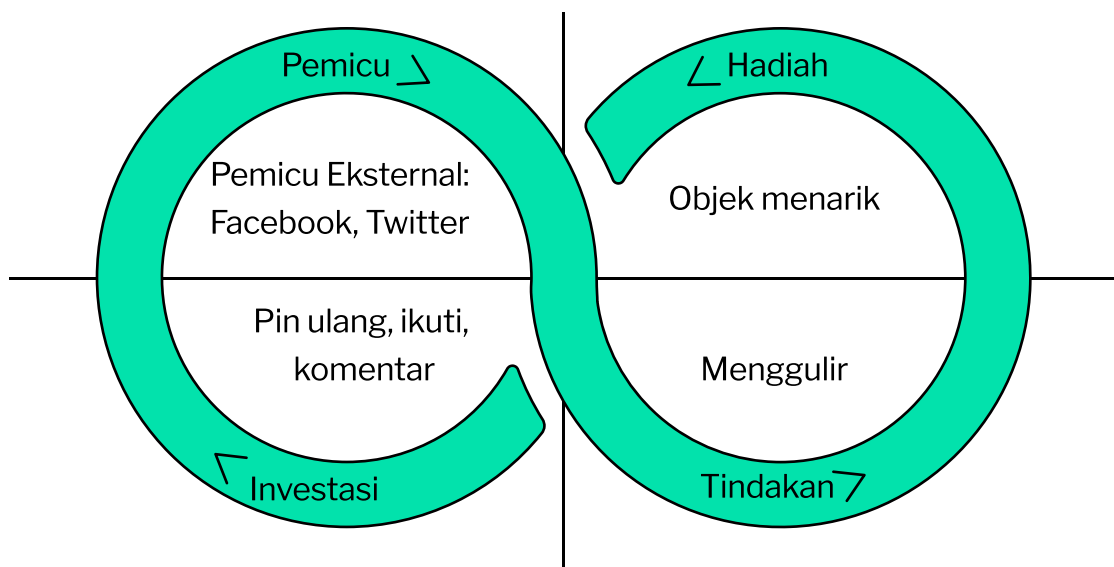 Pemicu
Pemicu Eksternal:
Facebook, Twitter
Hadiah
Objek menarik
Pin ulang, ikuti,
komentar
Investasi
Menggulir
Tindakan